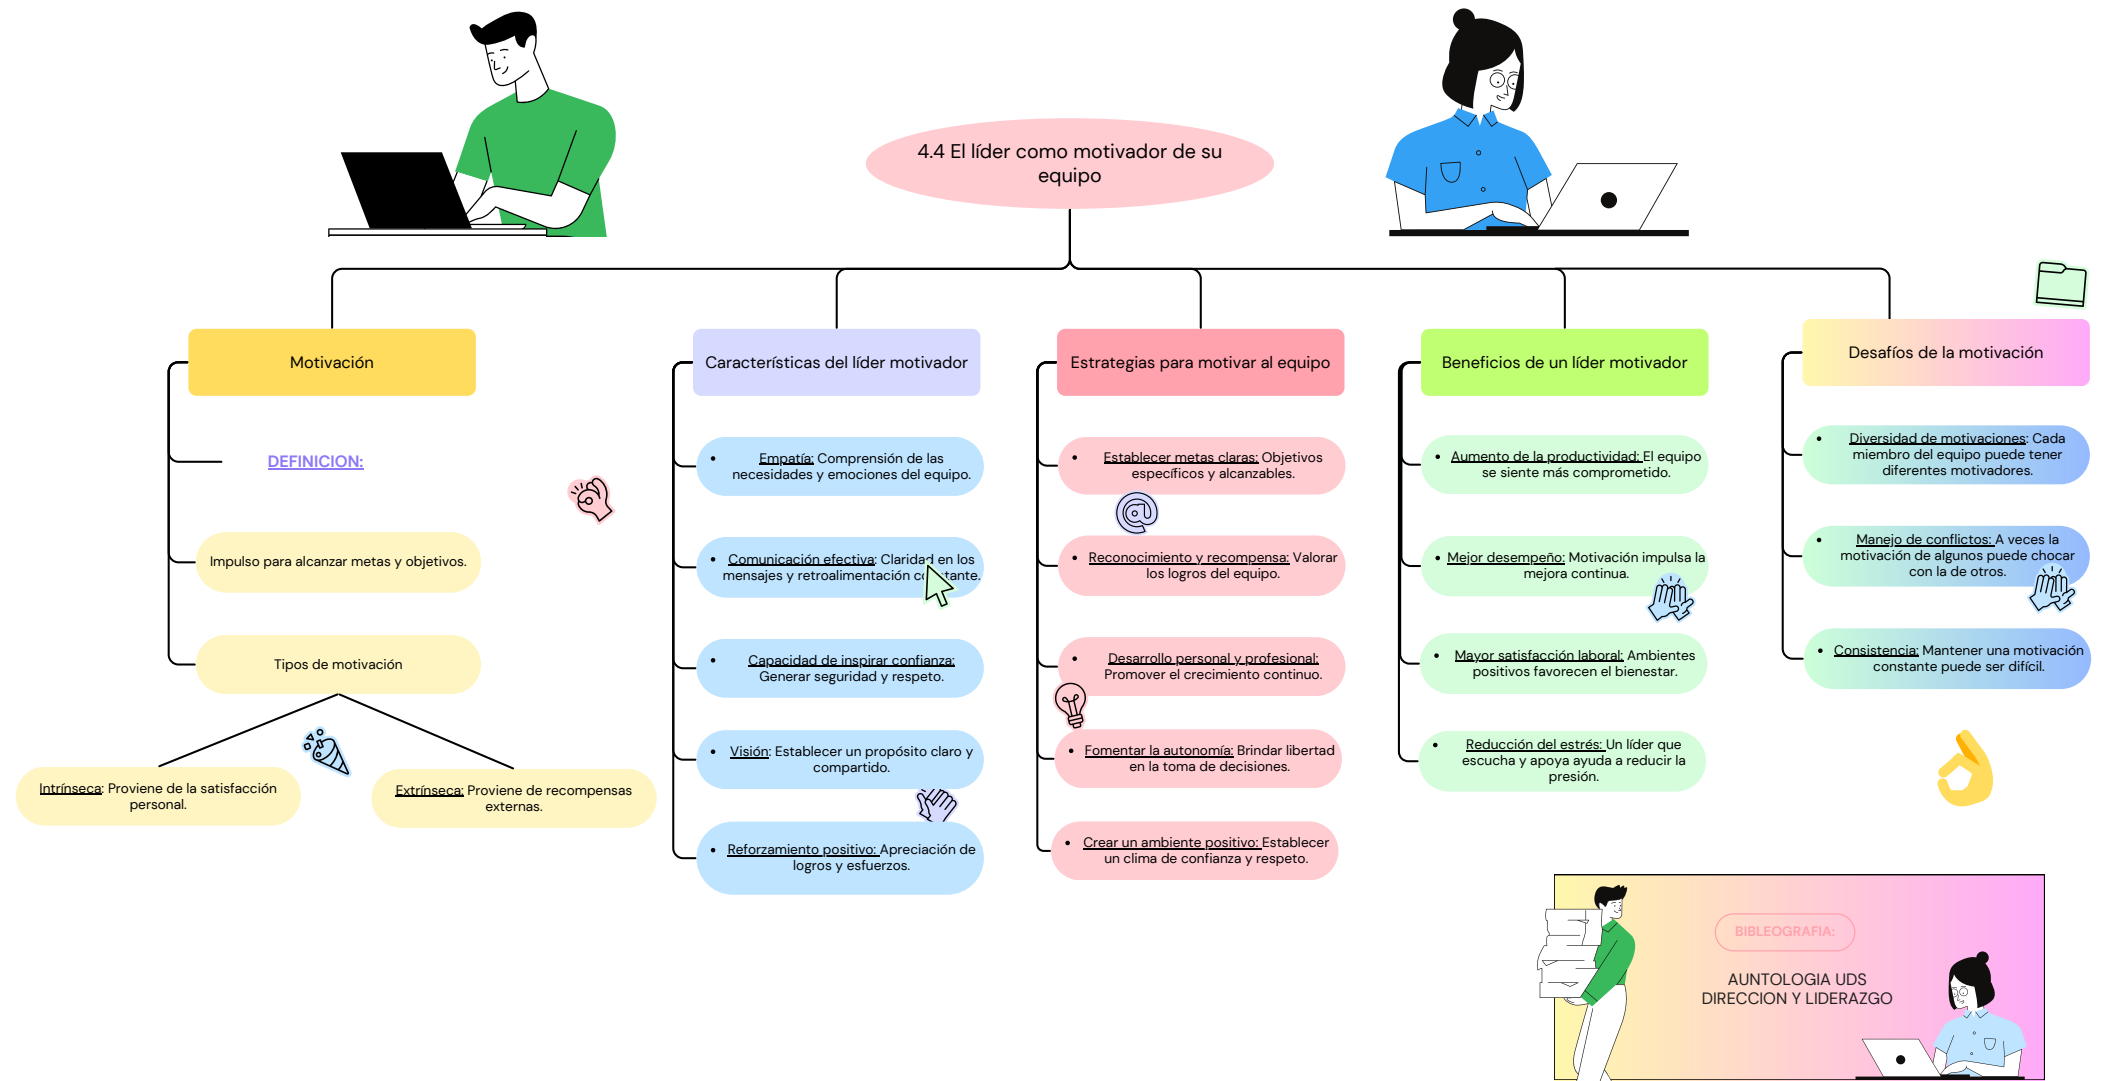 4.4 El líder como motivador de su
equipo
Motivación
DEFINICION:
Impulso para alcanzar metas y objetivos.
Tipos de motivación
Intrínseca: Proviene de la satisfacción
personal.
Extrínseca: Proviene de recompensas
externas.
Características del líder motivador
• Empatía: Comprensión de las
necesidades y emociones del equipo.
• Comunicación efectiva: Claridad en los
mensajes y retroalimentación
• Capacidad de inspirar confianza:
Generar seguridad y respeto.
• Visión: Establecer un propósito claro y
compartido.
• Reforzamiento positivo: Apreciación de
logros y esfuerzos.
Estrategias para motivar al equipo
• Establecer metas claras: Objetivos
específicos y alcanzables.
• Reconocimiento y recompensa: Valorar
los logros del equipo.
• Desarrollo personal y profesional:
Promover el crecimiento continuo.
• Fomentar la autonomía: Brindar libertad
en la toma de decisiones.
• Crear un ambiente positivo: Establecer
un clima de confianza y respeto.
Beneficios de un líder motivador
• Aumento de la productividad: El equipo
se siente más comprometido.
• Mejor desempeño: Motivación impulsa la
mejora continua.
• Mayor satisfacción laboral: Ambientes
positivos favorecen el bienestar.
• Reducción del estrés: Un líder que
escucha y apoya ayuda a reducir la
presión.
Desafíos de la motivación
• Diversidad de motivaciones: Cada
miembro del equipo puede tener
diferentes motivadores.
• Manejo de conflictos: A veces la
motivación de algunos puede chocar
con la de otros.
• Consistencia: Mantener una motivación
constante puede ser difícil.
BIBLEOGRAFIA:
AUNTOLOGIA UDS
DIRECCION Y LIDERAZGO